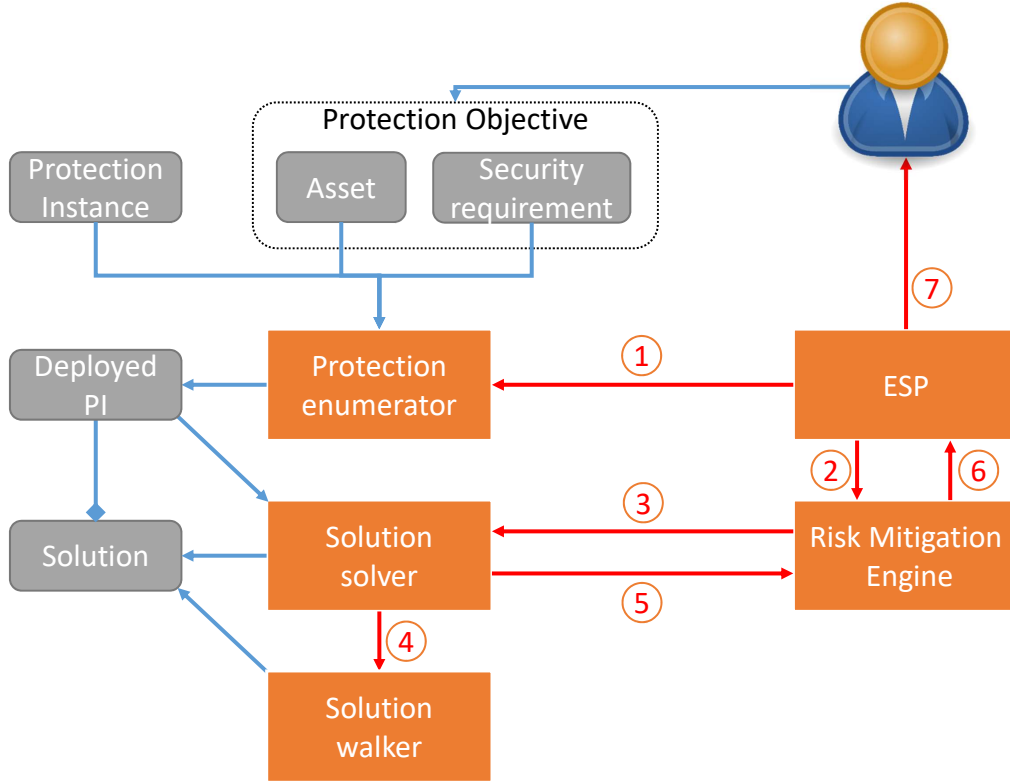 Protection Objective
Protection
Instance
Asset
Security
requirement
7
1
Deployed
PI
Protection
enumerator
ESP
2
6
3
Solution
Solution
solver
Risk Mitigation
Engine
5
4
Solution
walker